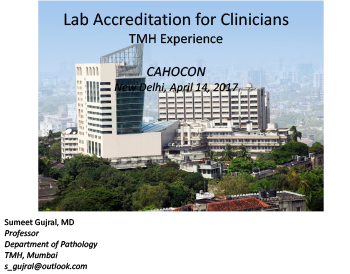 Lab Accreditation for Clinicians
TMH Experience
CAHOCON
New Delhi, April 14, 2017
Sumeet Gujral, MD
Professor
Department of Pathology
TMH, Mumbai
s_gujral@outlook.com